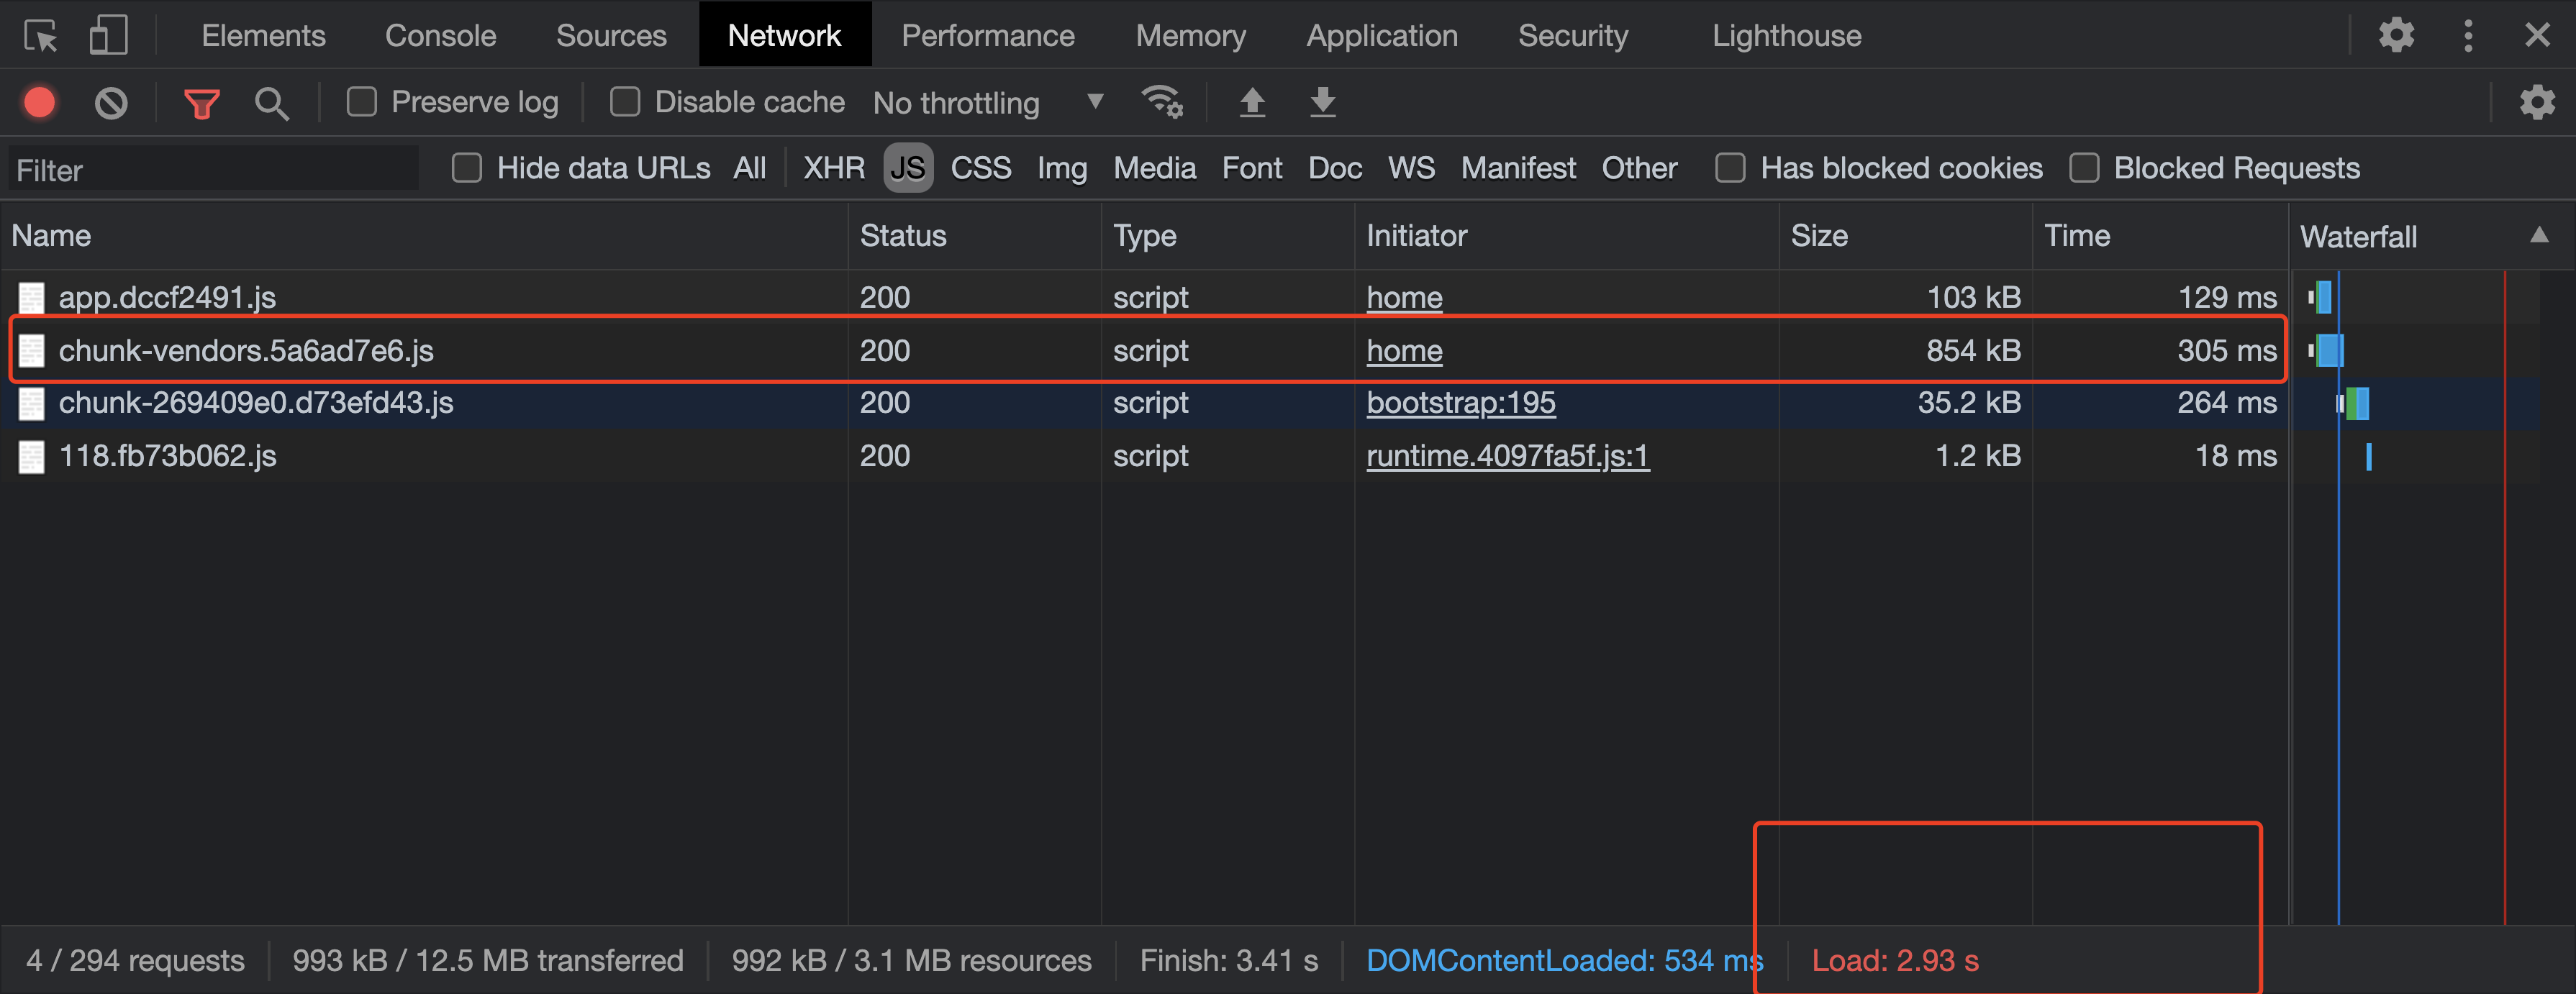 Elements Console Sources Network Performance Memory Application Security Lighthouse
Preserve log Disable cache No throttling
Filter Hide data URLs All XHR JS CSS Img Media Font Doc WS Manifest Other Has blocked cookies Blocked Requests
Name Status Type Initiator Size Time Waterfall
app.dccf2491.js 200 script home 103 kB 129 ms
chunk-vendors.5a6ad7e6.js 200 script home 854 kB 305 ms
chunk-269409e0.d73efd43.js 200 script bootstrap:195 35.2 kB 264 ms
118.fb73b062.js 200 script runtime.4097fa5f.js:1 1.2 kB 18 ms
4 / 294 requests 993 kB / 12.5 MB transferred 992 kB / 3.1 MB resources Finish: 3.41 s DOMContentLoaded: 534 ms Load: 2.93 s